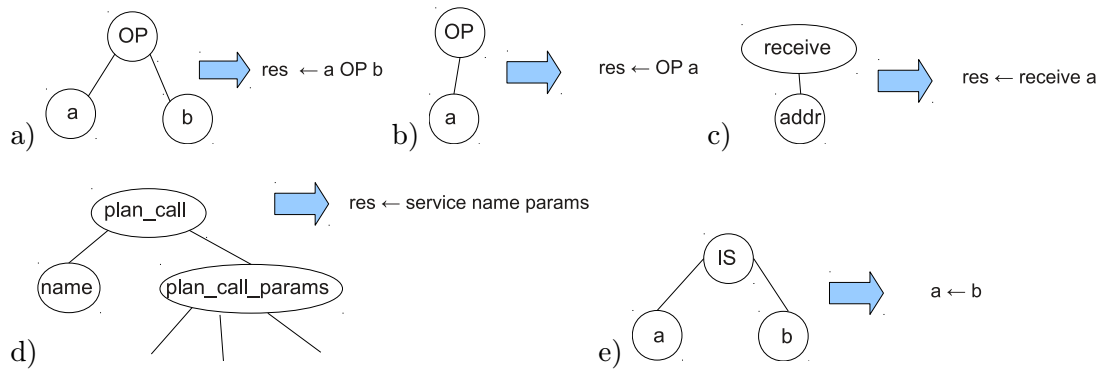 OP
a
b
res ← a OP b
a)
OP
a
res ← OP a
b)
receive
addr
res ← receive a
c)
plan_call
name
plan_call_params
res ← service name params
d)
IS
a
b
a ← b
e)